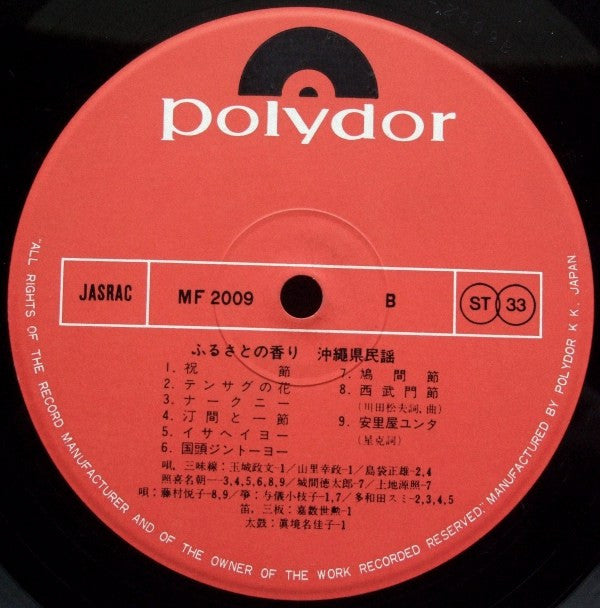 polydor
JASRAC
MF 2009
B
ST 33
ふるさとの香り 沖縄県民謡
1. 祝節
2. テンサグの花
3. ナークニー
4. 汀間と一節
5. イサヘイヨー
6. 国頭ジントーヨー
7. 鳩間節
8. 西武門節
(川田松夫詞,曲)
9. 安里屋ユンタ
(星克詞)
唄, 三味線:玉城政文-1/山里幸政-1/島袋正雄-2,4
照喜名朝一-3,4,5,6,8,9/城間徳太郎-7/上地源照-7
唄:藤村悦子-8,9/箏:与儀小枝子-1,7/多和田スミ-2,3,4,5
笛, 三板:嘉数世勲-1
太鼓:眞境名佳子-1
"ALL RIGHTS OF THE RECORD MANUFACTURER AND OF THE OWNER OF THE WORK RECORDED RESERVED; MANUFACTURED BY POLYDOR K K, JAPAN